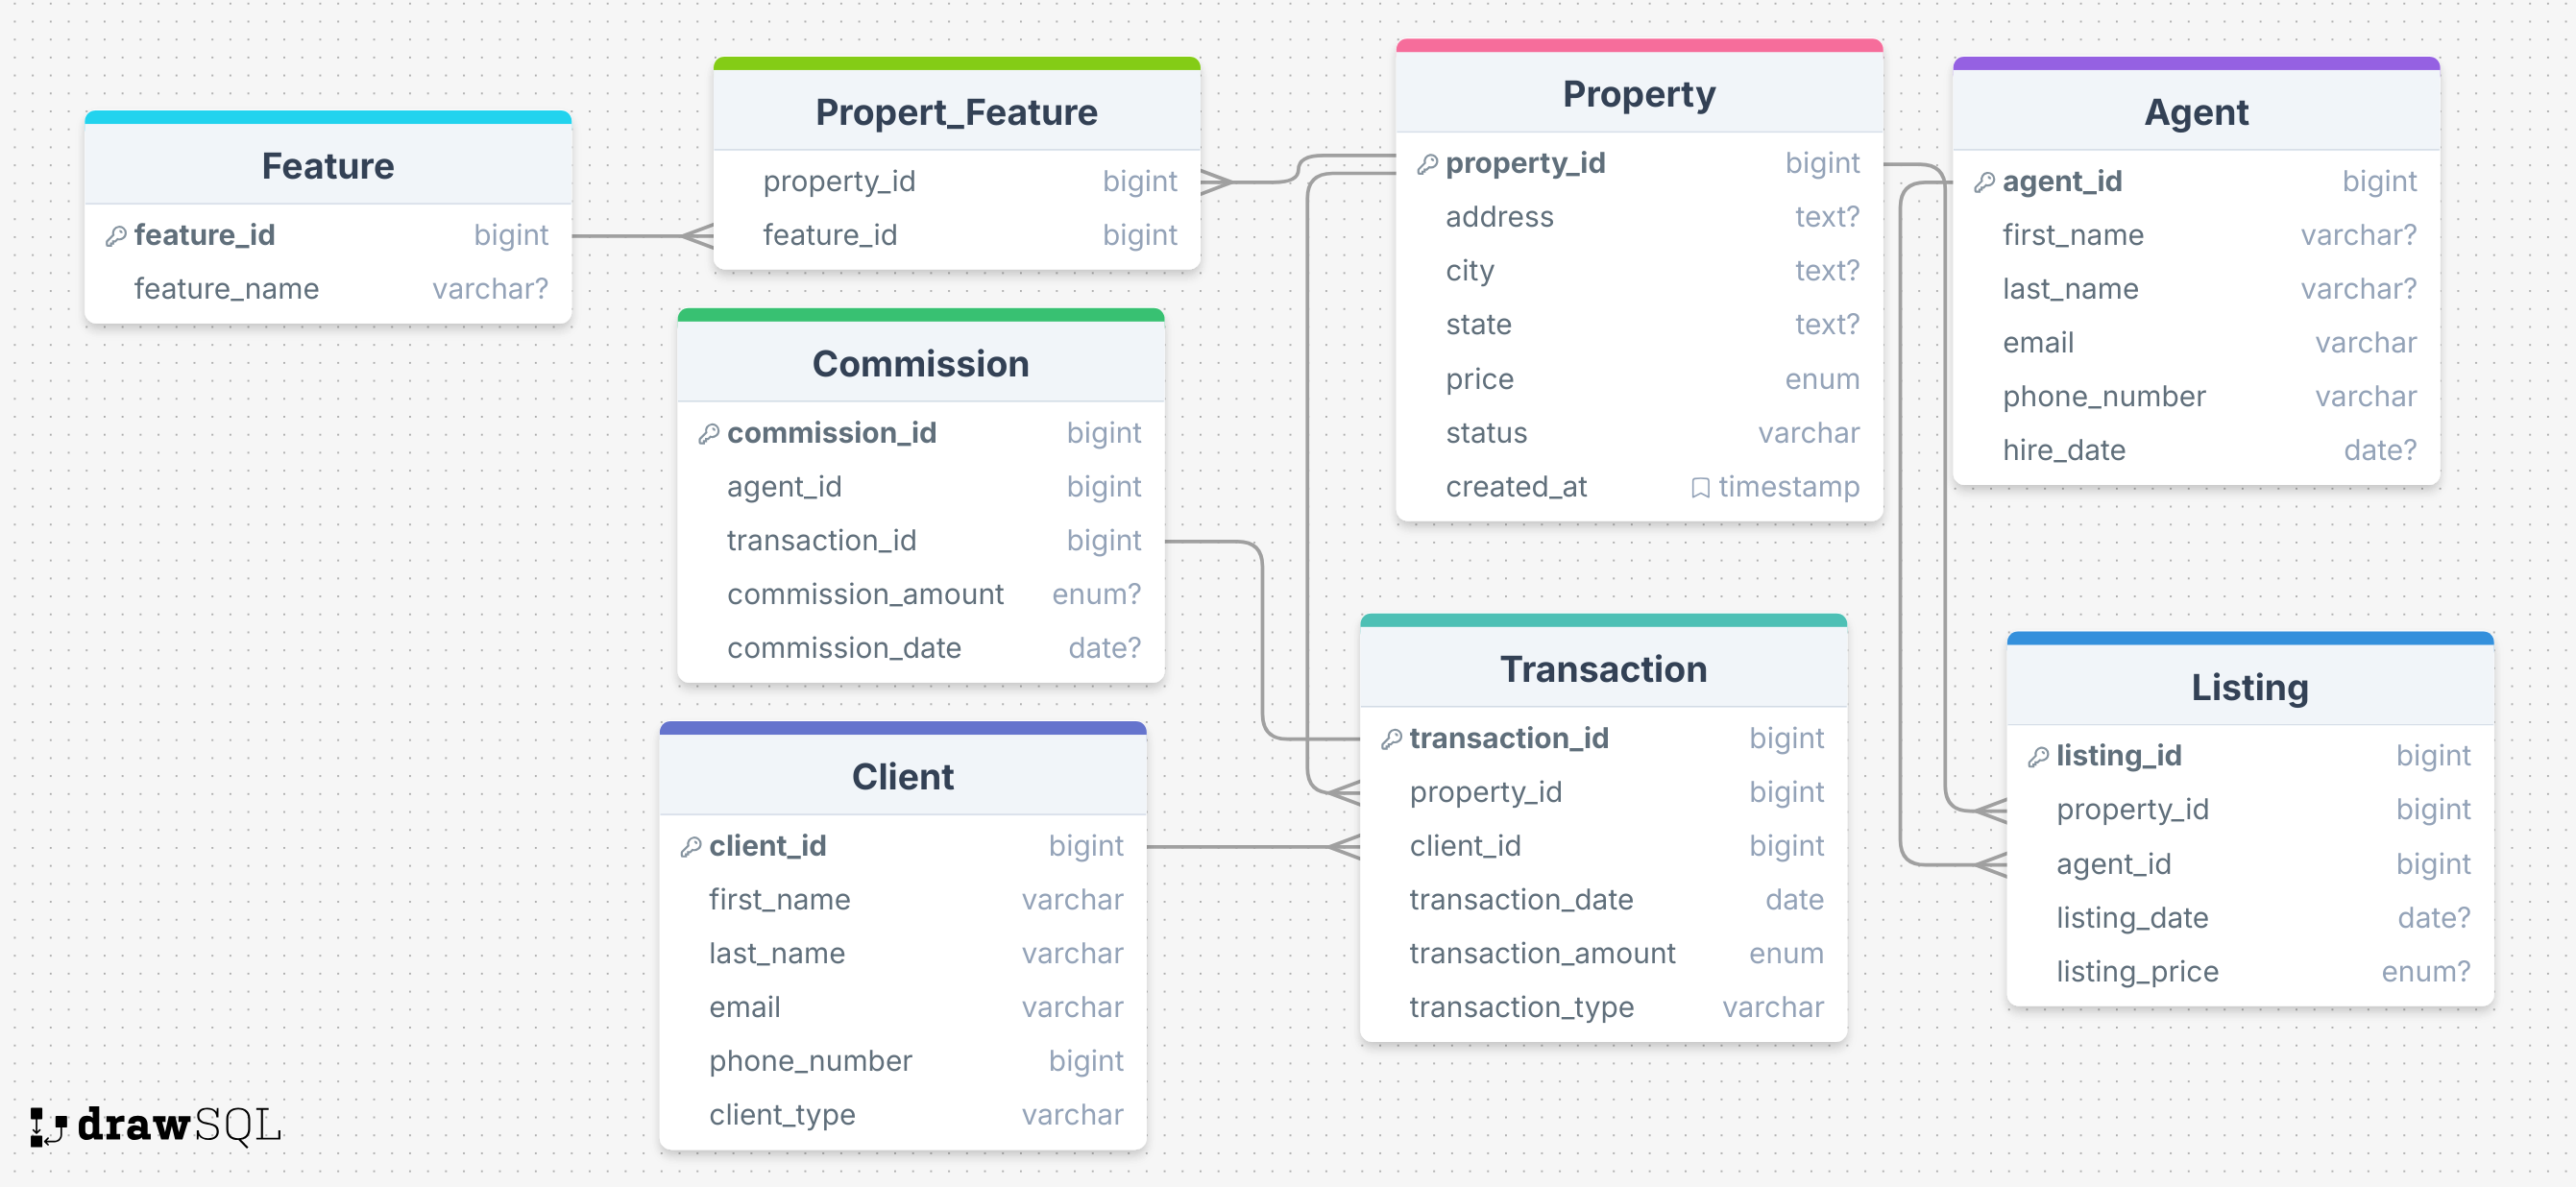 Feature
feature_id bigint
feature_name varchar?
Propert_Feature
property_id bigint
feature_id bigint
Commission
commission_id bigint
agent_id bigint
transaction_id bigint
commission_amount enum?
commission_date date?
Client
client_id bigint
first_name varchar
last_name varchar
email varchar
phone_number bigint
client_type varchar
Property
property_id bigint
address text?
city text?
state text?
price enum
status varchar
created_at timestamp
Transaction
transaction_id bigint
property_id bigint
client_id bigint
transaction_date date
transaction_amount enum
transaction_type varchar
Agent
agent_id bigint
first_name varchar?
last_name varchar?
email varchar
phone_number varchar
hire_date date?
Listing
listing_id bigint
property_id bigint
agent_id bigint
listing_date date?
listing_price enum?
drawSQL